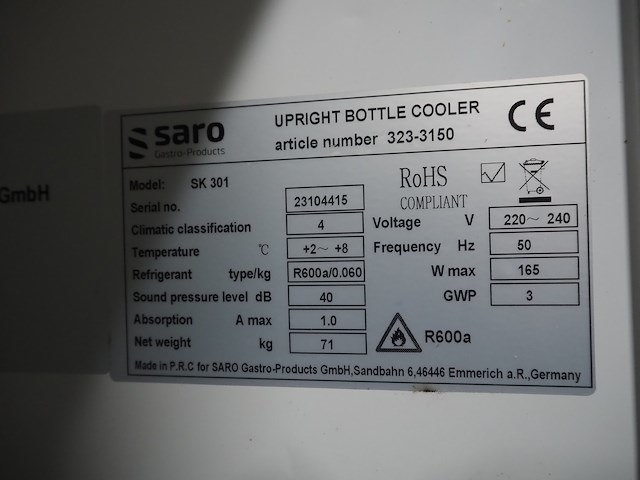 saro
Gastro-Products
UPRIGHT BOTTLE COOLER
article number 323-3150
CE
GmbH
Model: SK 301
RoHS
COMPLIANT
Serial no. 23104415
Climatic classification 4
Voltage V 220～ 240
Temperature ℃ +2～ +8
Frequency Hz 50
Refrigerant type/kg R600a/0.060
W max 165
Sound pressure level dB 40
GWP 3
Absorption A max 1.0
R600a
Net weight kg 71
Made in P.R.C for SARO Gastro-Products GmbH,Sandbahn 6,46446 Emmerich a.R.,Germany